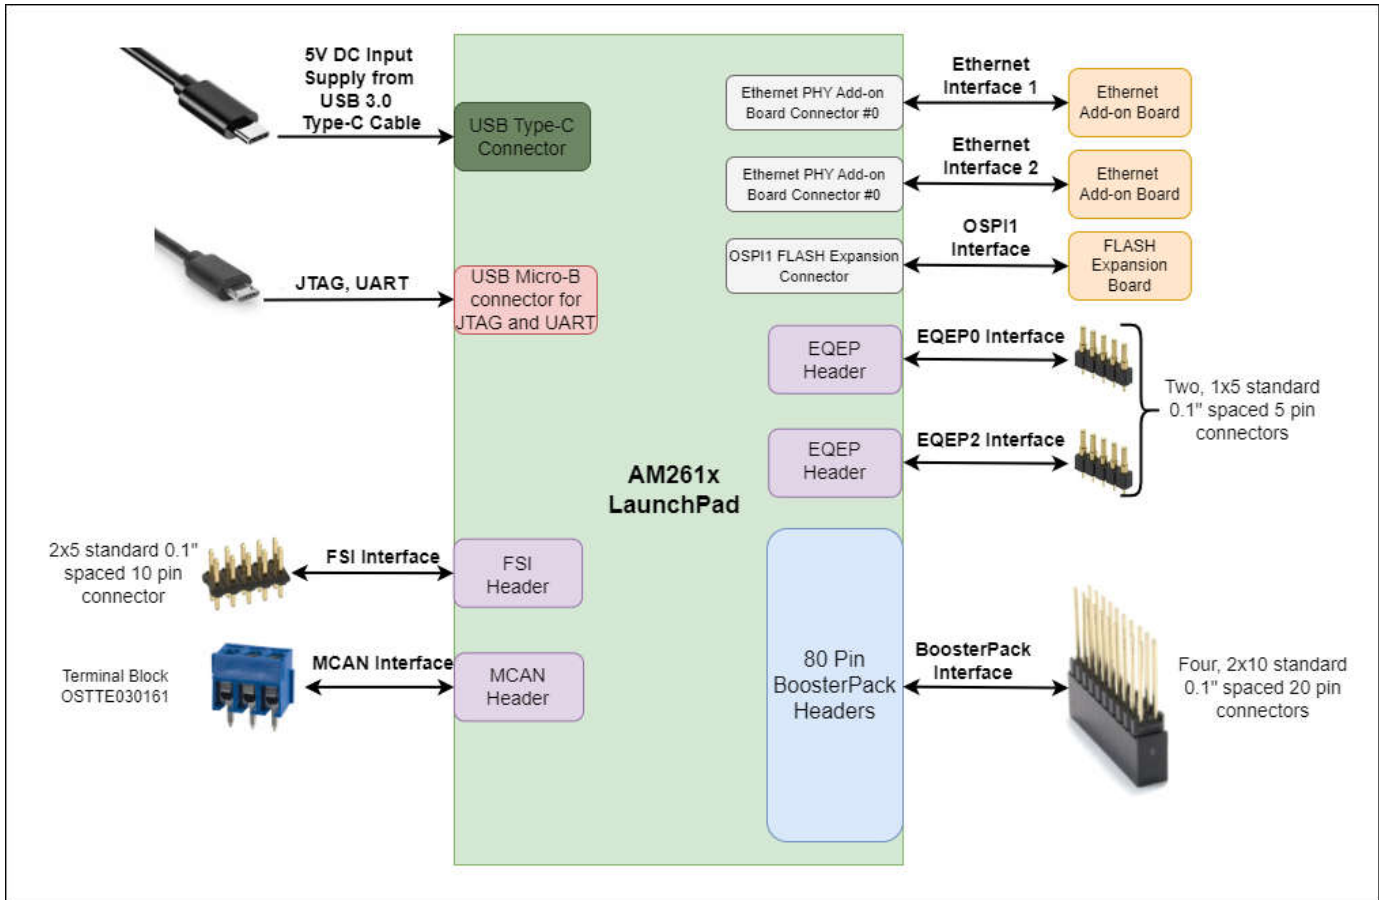 5V DC Input
Supply from
USB 3.0
Type-C Cable
USB Type-C
Connector
JTAG, UART
USB Micro-B
connector for
JTAG and UART
2x5 standard 0.1"
spaced 10 pin
connector
FSI Interface
FSI
Header
Terminal Block
OSTTE030161
MCAN Interface
MCAN
Header
AM261x
LaunchPad
Ethernet PHY Add-on
Board Connector #0
Ethernet
Interface 1
Ethernet
Add-on Board
Ethernet PHY Add-on
Board Connector #0
Ethernet
Interface 2
Ethernet
Add-on Board
OSPI1 FLASH Expansion
Connector
OSPI1
Interface
FLASH
Expansion
Board
EQEP
Header
EQEP0 Interface
EQEP
Header
EQEP2 Interface
Two, 1x5 standard
0.1" spaced 5 pin
connectors
80 Pin
BoosterPack
Headers
BoosterPack
Interface
Four, 2x10 standard
0.1" spaced 20 pin
connectors